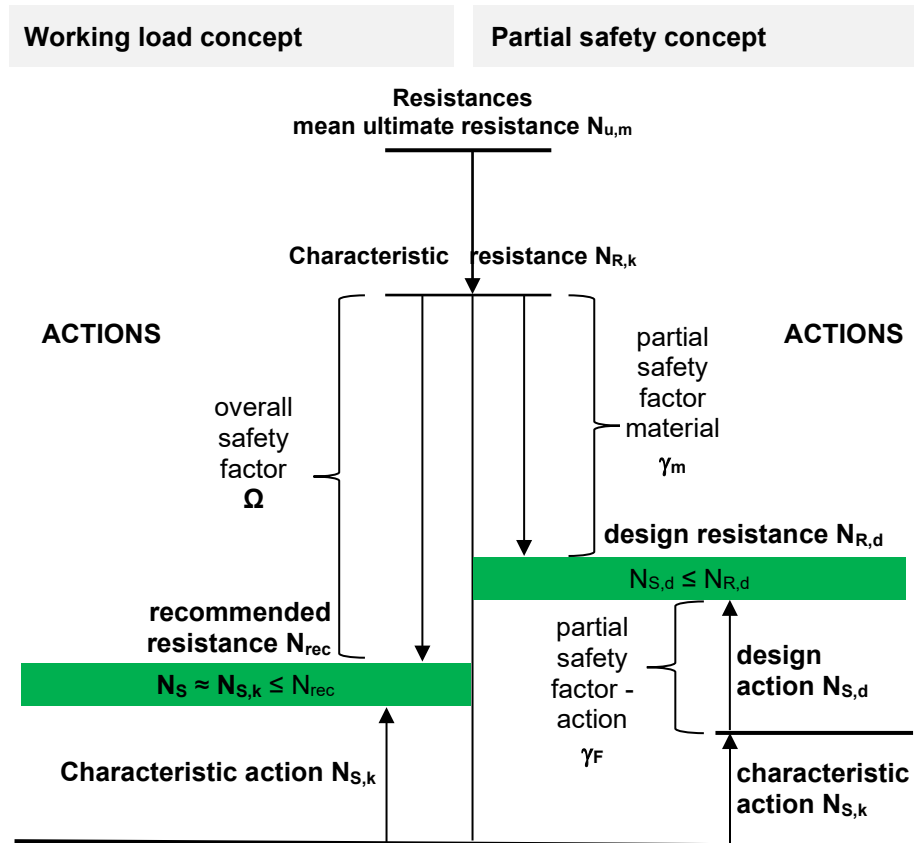 Working load concept
Partial safety concept
Resistances
mean ultimate resistance Nu,m
Characteristic resistance NR,k
ACTIONS
ACTIONS
overall
safety
factor
Ω
partial
safety
factor
material
γm
design resistance NR,d
NS,d ≤ NR,d
recommended
resistance Nrec
NS ≈ NS,k ≤ Nrec
partial
safety
factor -
action
γF
design
action NS,d
Characteristic action NS,k
characteristic
action NS,k